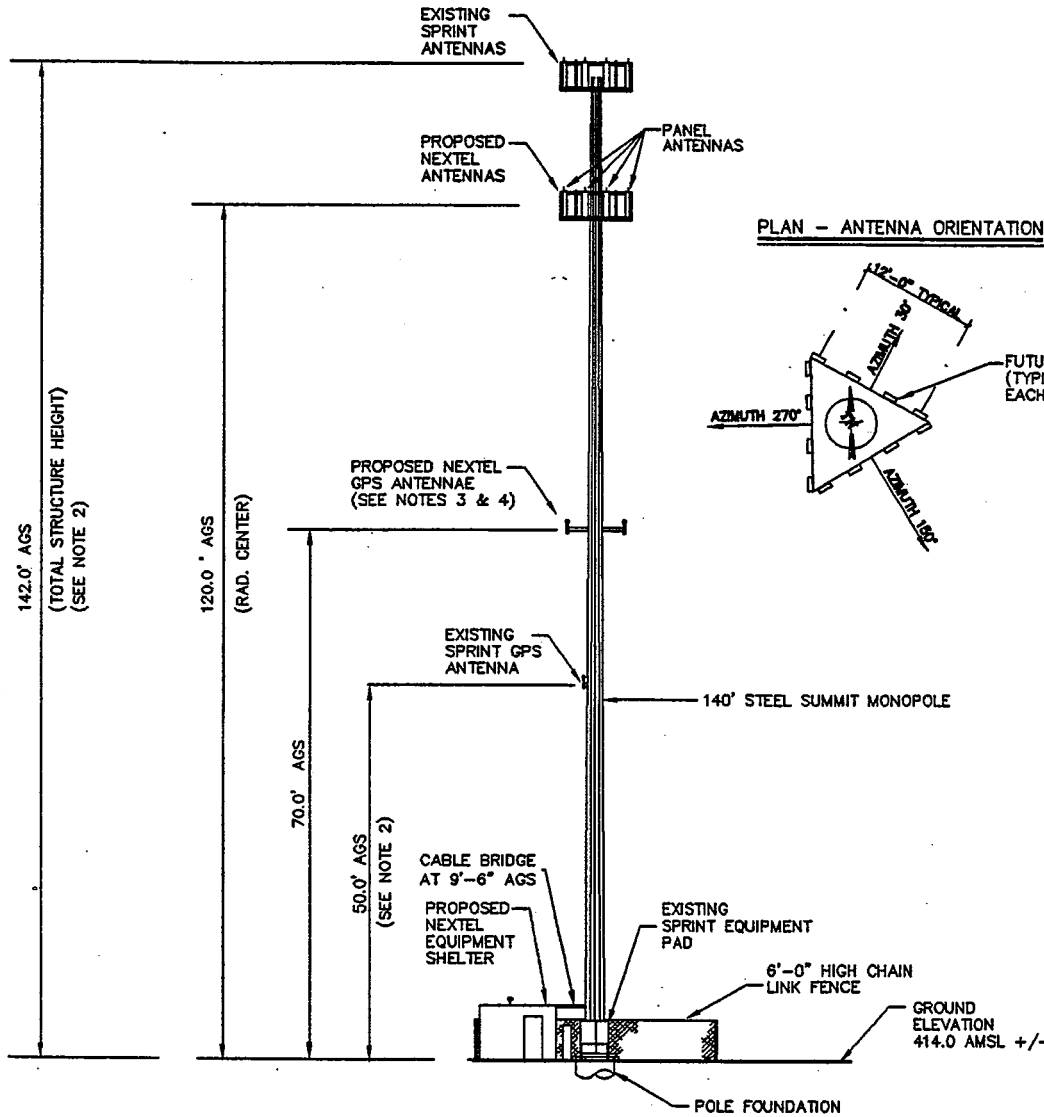 EXISTING
SPRINT
ANTENNAS
PROPOSED
NEXTEL
ANTENNAS
PANEL
ANTENNAS
PLAN - ANTENNA ORIENTATION
12'-0" TYPICAL
AZIMUTH 30°
FUTU
(TYPI
EACH
AZIMUTH 270°
AZIMUTH 150°
N
PROPOSED NEXTEL
GPS ANTENNAE
(SEE NOTES 3 & 4)
142.0' AGS
(TOTAL STRUCTURE HEIGHT)
(SEE NOTE 2)
120.0 ' AGS
(RAD. CENTER)
EXISTING
SPRINT GPS
ANTENNA
140' STEEL SUMMIT MONOPOLE
70.0' AGS
50.0' AGS
(SEE NOTE 2)
CABLE BRIDGE
AT 9'-6" AGS
PROPOSED
NEXTEL
EQUIPMENT
SHELTER
EXISTING
SPRINT EQUIPMENT
PAD
6'-0" HIGH CHAIN
LINK FENCE
GROUND
ELEVATION
414.0 AMSL +/-
POLE FOUNDATION